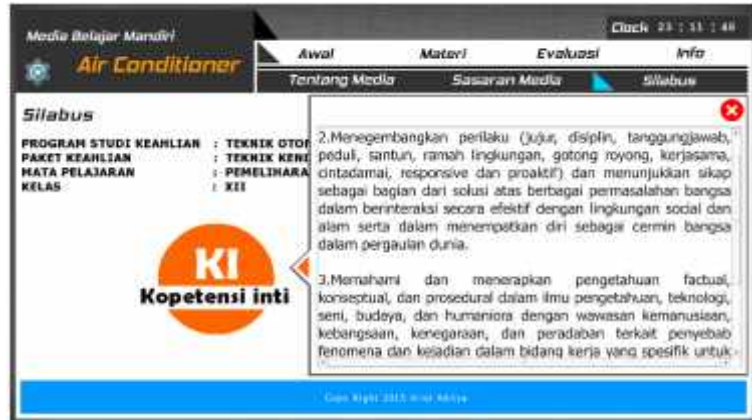 Media Belajar Mandiri
Air Conditioner
Clock 23 : 11 : 48
Awal Materi Evaluasi Info
Tentang Media Sasaran Media Silabus
Silabus
PROGRAM STUDI KEAHLIAN : TEKNIK OTO
PAKET KEAHLIAN : TEKNIK KEN
MATA PELAJARAN : PEMELIHARA
KELAS : XII
KI
Kopetensi inti
2.Menegembangkan perilaku (jujur, disiplin, tanggungjawab,
peduli, santun, ramah lingkungan, gotong royong, kerjasama,
cintadamai, responsive dan proaktif) dan menunjukkan sikap
sebagai bagian dari solusi atas berbagai permasalahan bangsa
dalam berinteraksi secara efektif dengan lingkungan social dan
alam serta dalam menempatkan diri sebagai cermin bangsa
dalam pergaulan dunia.
3.Memahami dan menerapkan pengetahuan factual,
konseptual, dan prosedural dalam ilmu pengetahuan, teknologi,
seni, budaya, dan humaniora dengan wawasan kemanusiaan,
kebangsaan, kenegaraan, dan peradaban terkait penyebab
fenomena dan kejadian dalam bidang kerja yang spesifik untuk
Copy Right 2015